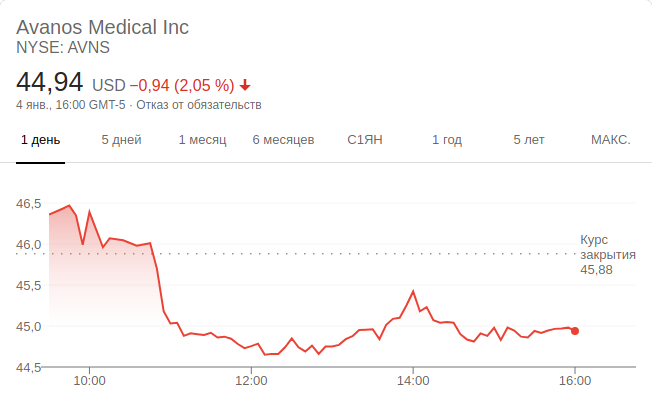 Avanos Medical Inc
NYSE: AVNS
44,94 USD −0,94 (2,05 %)
4 янв., 16:00 GMT-5 · Отказ от обязательств
1 день 5 дней 1 месяц 6 месяцев С1ЯН 1 год 5 лет МАКС.
46,5
46,0
45,5
45,0
44,5
Курс
закрытия
45,88
10:00 12:00 14:00 16:00